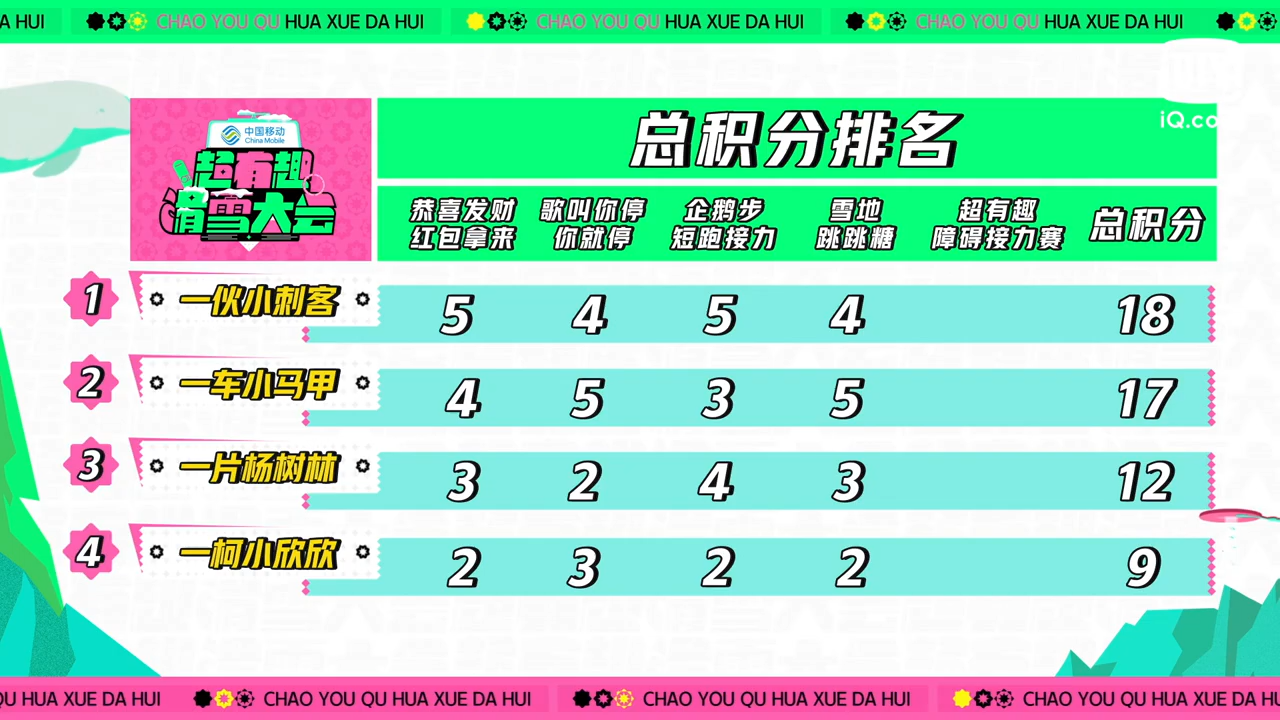 A HUI CHAO YOU QU HUA XUE DA HUI CHAO YOU QU HUA XUE DA HUI CHAO YOU QU HUA XUE DA HUI
iQ.co
中国移动
China Mobile
超有趣
滑雪大会
总积分排名
恭喜发财 歌叫你停 企鹅步 雪地 超有趣
红包拿来 你就停 短跑接力 跳跳糖 障碍接力赛 总积分
1 一伙小刺客 5 4 5 4 18
2 一车小马甲 4 5 3 5 17
3 一片杨树林 3 2 4 3 12
4 一柯小欣欣 2 3 2 2 9
QU HUA XUE DA HUI CHAO YOU QU HUA XUE DA HUI CHAO YOU QU HUA XUE DA HUI CHAO YOU QU HUA XUE DA HU